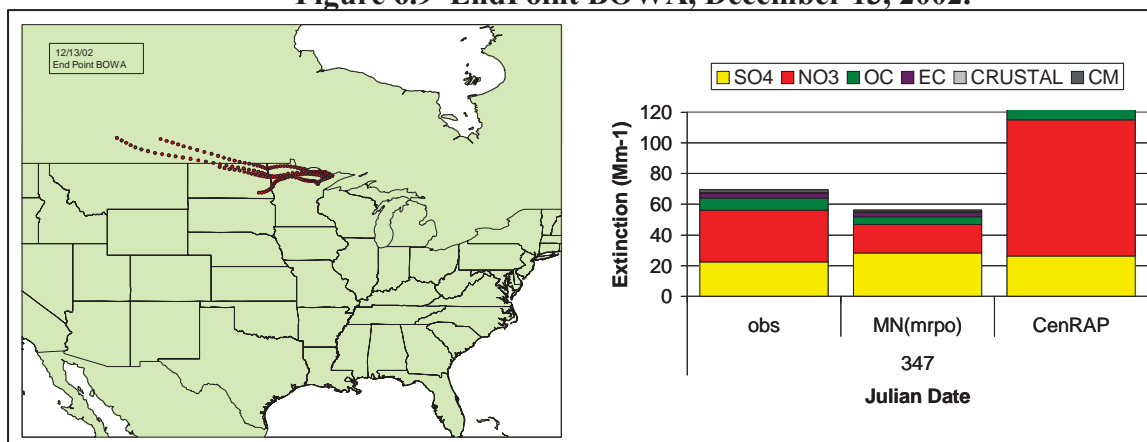 Figure 6.9 EndPoint BOWA, December 13, 2002.
12/13/02
End Point BOWA
SO4 NO3 OC EC CRUSTAL CM
Extinction (Mm-1)
120
100
80
60
40
20
0
obs MN(mrpo) CenRAP
347
Julian Date